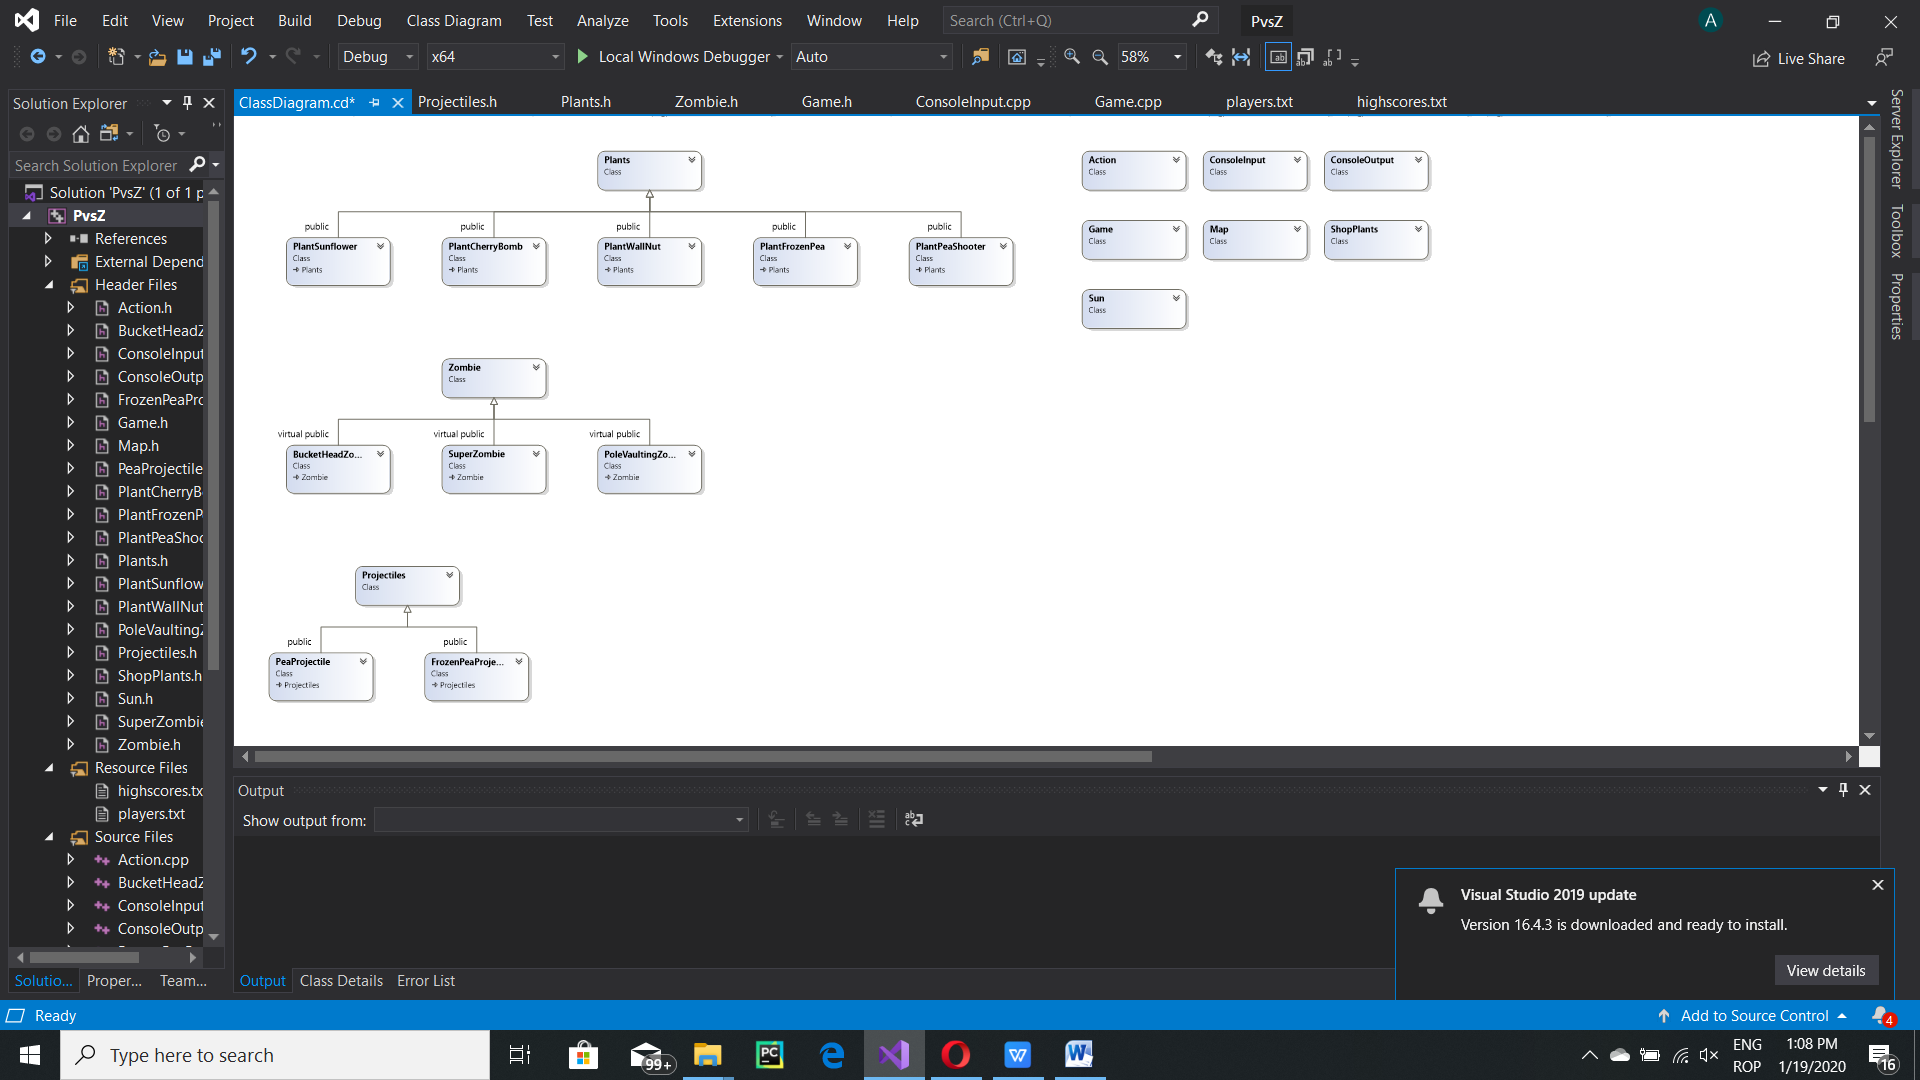 File Edit View Project Build Debug Class Diagram Test Analyze Tools Extensions Window Help Search (Ctrl+Q) PvsZ A
Debug x64 Local Windows Debugger Auto 58% Live Share
Solution Explorer
Search Solution Explorer
Solution 'PvsZ' (1 of 1 p
PvsZ
References
External Depend
Header Files
Action.h
BucketHeadZ
ConsoleInput
ConsoleOutp
FrozenPeaPro
Game.h
Map.h
PeaProjectile
PlantCherryB
PlantFrozenP
PlantPeaShoo
Plants.h
PlantSunflow
PlantWallNut
PoleVaultingZ
Projectiles.h
ShopPlants.h
Sun.h
SuperZombie
Zombie.h
Resource Files
highscores.tx
players.txt
Source Files
Action.cpp
BucketHeadZ
ConsoleInput
ConsoleOutp
Solutio... Proper... Team...
ClassDiagram.cd* Projectiles.h Plants.h Zombie.h Game.h ConsoleInput.cpp Game.cpp players.txt highscores.txt
Plants
Class
public public public public public
PlantSunflower
Class
Plants
PlantCherryBomb
Class
Plants
PlantWallNut
Class
Plants
PlantFrozenPea
Class
Plants
PlantPeaShooter
Class
Plants
Action
Class
ConsoleInput
Class
ConsoleOutput
Class
Game
Class
Map
Class
ShopPlants
Class
Sun
Class
Zombie
Class
virtual public virtual public virtual public
BucketHeadZo...
Class
Zombie
SuperZombie
Class
Zombie
PoleVaultingZo...
Class
Zombie
Projectiles
Class
public public
PeaProjectile
Class
Projectiles
FrozenPeaProje...
Class
Projectiles
Server Explorer
Toolbox
Properties
Output
Show output from:
Output Class Details Error List
Visual Studio 2019 update
Version 16.4.3 is downloaded and ready to install.
View details
Ready Add to Source Control 4
Type here to search
99+
PC
ENG
ROP
1:08 PM
1/19/2020
16